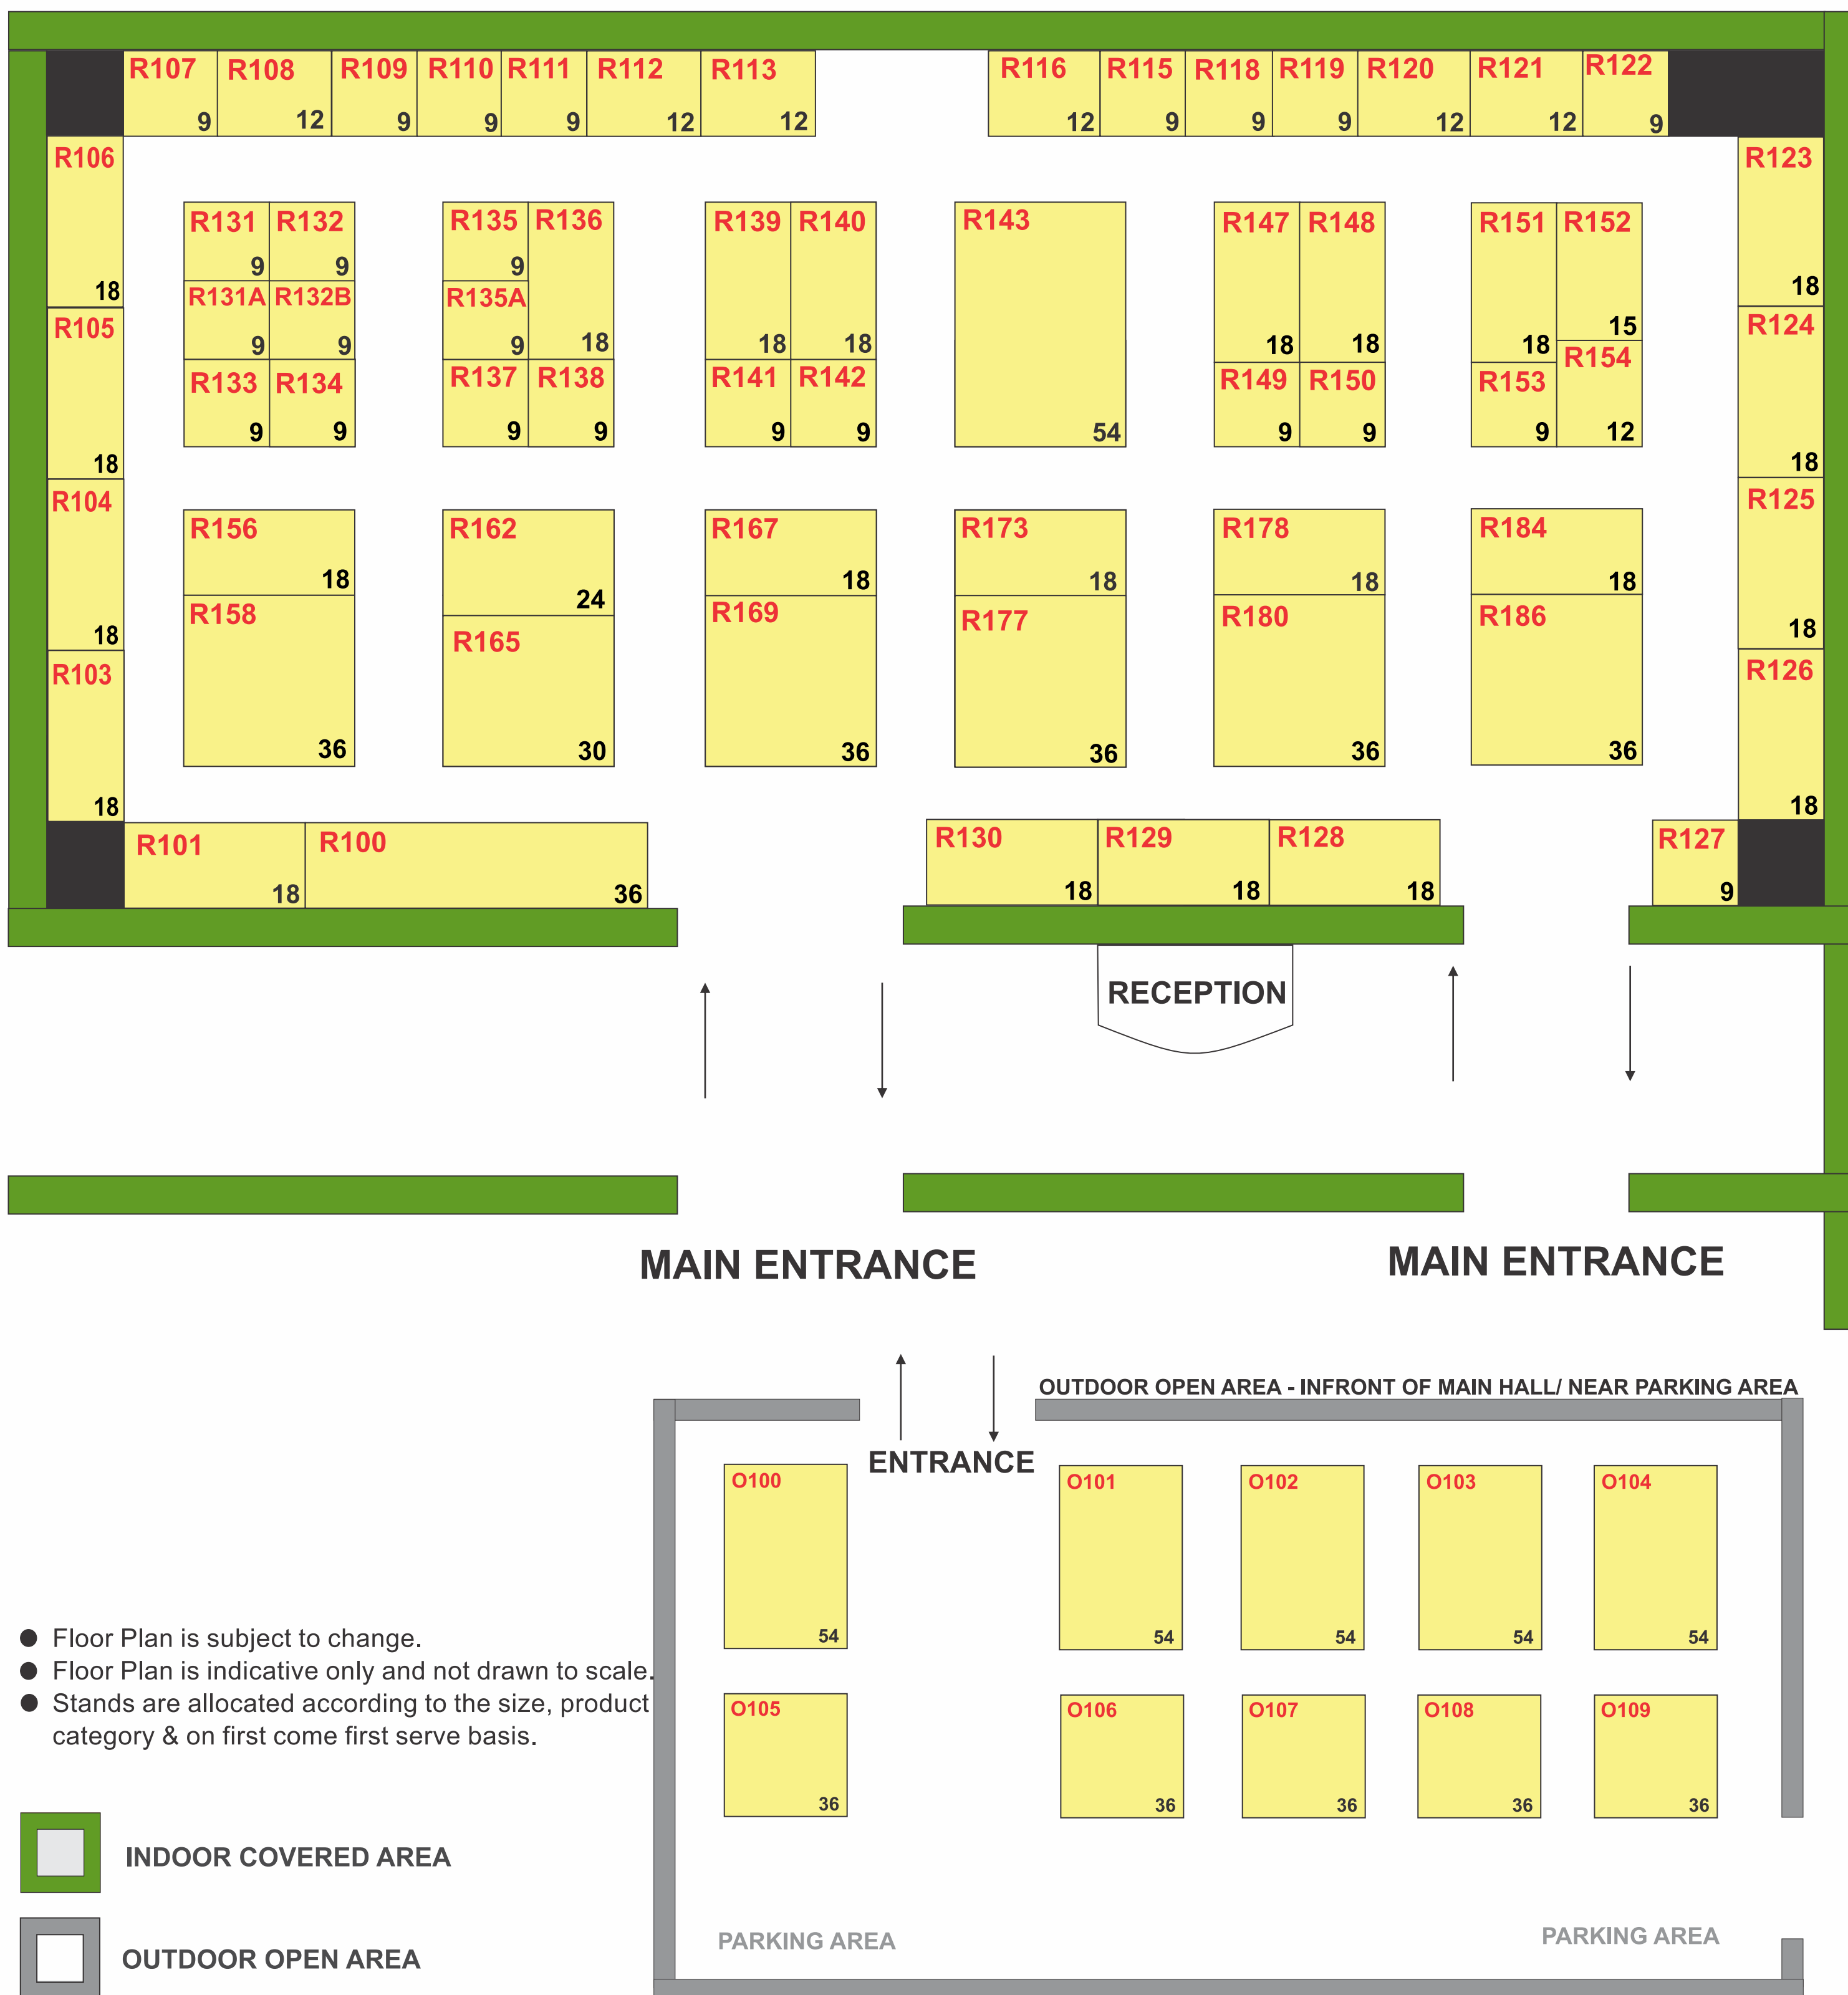 R107 R108 R109 R110 R111 R112 R113 R116 R115 R118 R119 R120 R121 R122
9 12 9 9 9 12 12 12 9 9 9 12 12 9
R106 R123
18 18
R131 R132 R135 R136 R139 R140 R143 R147 R148 R151 R152
9 9 9
R131A R132B R135A
15
9 9 9 18 18 18 18 18 18
R105 R124
R133 R134 R137 R138 R141 R142 R149 R150 R153 R154
9 9 9 9 9 9 54 9 9 9 12
18 18
R104 R125
R156 R162 R167 R173 R178 R184
18 24 18 18 18 18
R158 R165 R169 R177 R180 R186
18 18
R103 R126
36 30 36 36 36 36
18 18
R101 R100 R130 R129 R128 R127
18 36 18 18 18 9
RECEPTION
MAIN ENTRANCE MAIN ENTRANCE
OUTDOOR OPEN AREA - INFRONT OF MAIN HALL/ NEAR PARKING AREA
ENTRANCE
O100 O101 O102 O103 O104
54 54 54 54 54
O105 O106 O107 O108 O109
36 36 36 36 36
PARKING AREA PARKING AREA
● Floor Plan is subject to change.
● Floor Plan is indicative only and not drawn to scale.
● Stands are allocated according to the size, product
category & on first come first serve basis.
INDOOR COVERED AREA
OUTDOOR OPEN AREA